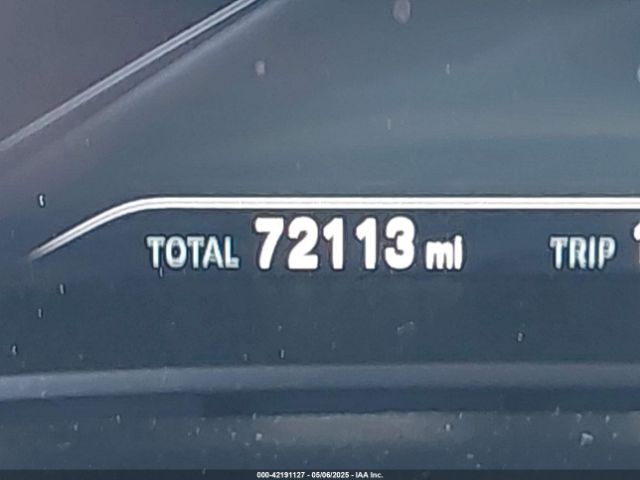 TOTAL 72113 mi TRIP
000-42191127 - 05/06/2025 - IAA Inc.